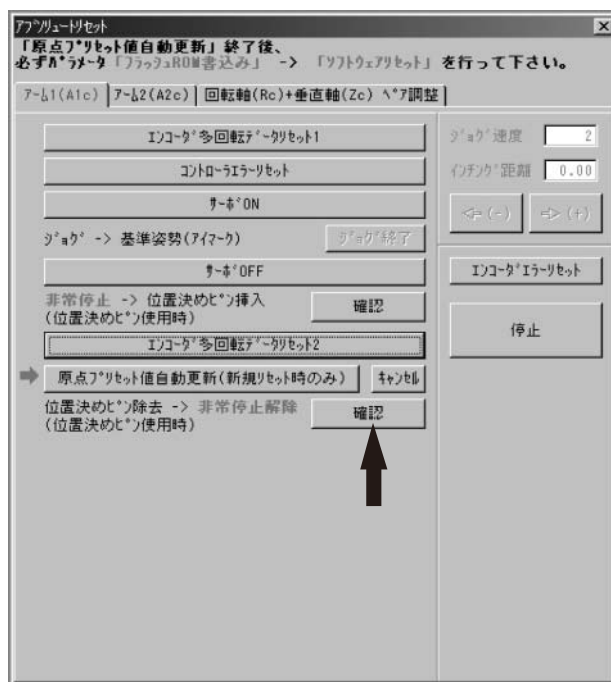 アブソリュートリセット
「原点プリセット値自動更新」終了後、
必ずパラメータ「フラッシュROM書込み」 -> 「ソフトウェアリセット」を行って下さい。
アーム1(A1c) アーム2(A2c) 回転軸(Rc)+垂直軸(Zc) ペア調整
エンコーダ多回転データリセット1
コントローラエラーリセット
サーボON
ジョグ -> 基準姿勢(アイマーク) ジョグ終了
サーボOFF
非常停止 -> 位置決めピン挿入
(位置決めピン使用時) 確認
エンコーダ多回転データリセット2
原点プリセット値自動更新(新規リセット時のみ) キャンセル
位置決めピン除去 -> 非常停止解除
(位置決めピン使用時) 確認
ジョグ速度 2
インチング距離 0.00
<= (-) => (+)
エンコーダエラーリセット
停止